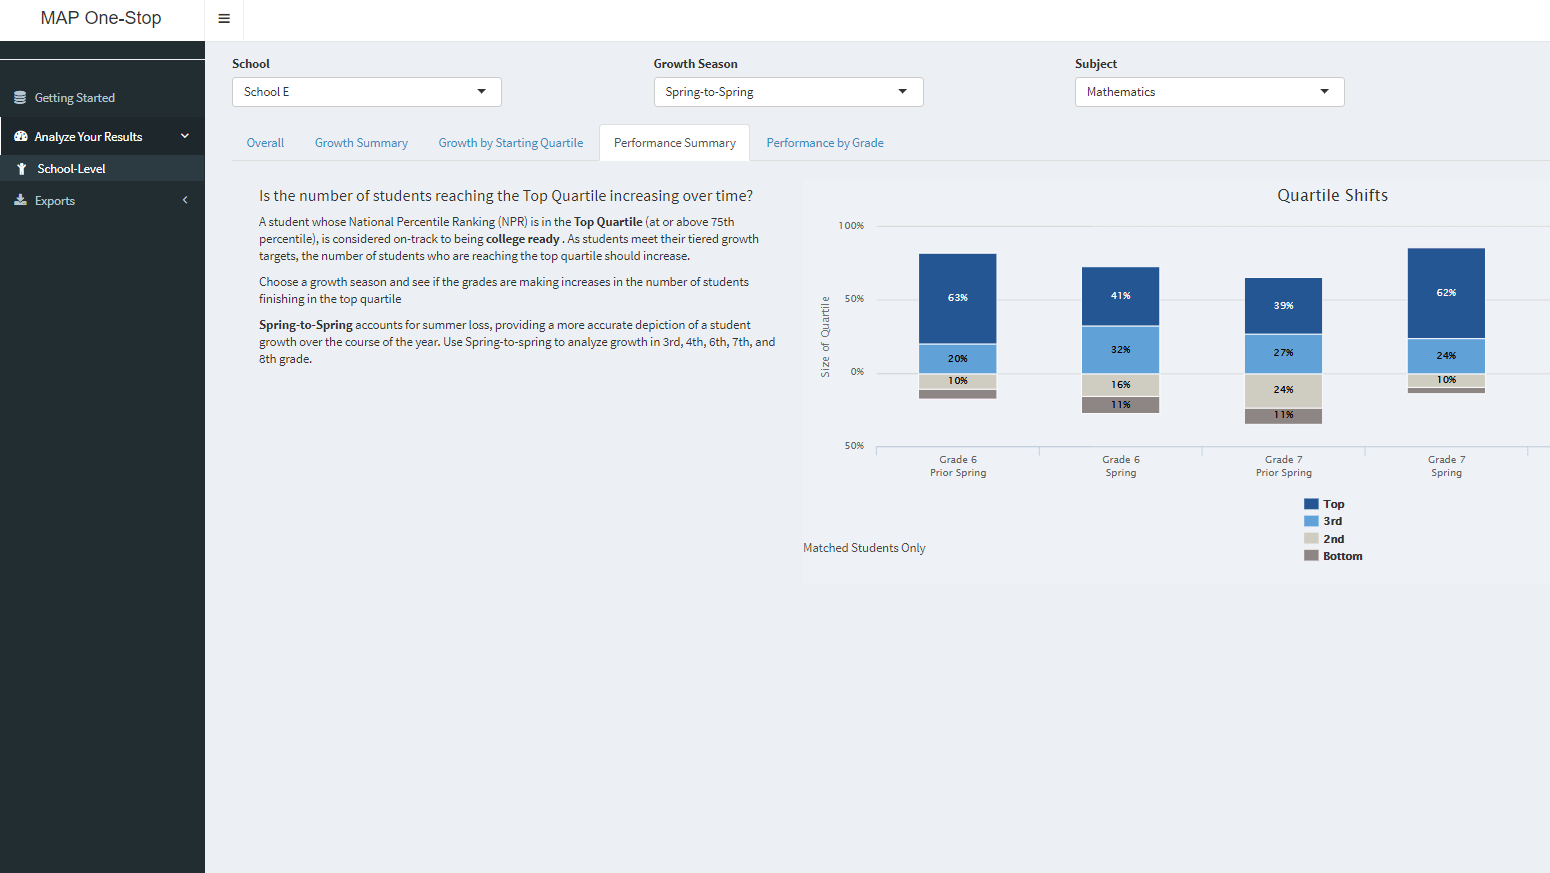 MAP One-Stop
School
Growth Season
Subject
School E
Spring-to-Spring
Mathematics
Getting Started
Analyze Your Results
School-Level
Exports
Overall
Growth Summary
Growth by Starting Quartile
Performance Summary
Performance by Grade
Is the number of students reaching the Top Quartile increasing over time?
A student whose National Percentile Ranking (NPR) is in the Top Quartile (at or above 75th
percentile), is considered on-track to being college ready . As students meet their tiered growth
targets, the number of students who are reaching the top quartile should increase.
Choose a growth season and see if the grades are making increases in the number of students
finishing in the top quartile
Spring-to-Spring accounts for summer loss, providing a more accurate depiction of a student
growth over the course of the year. Use Spring-to-spring to analyze growth in 3rd, 4th, 6th, 7th, and
8th grade.
Quartile Shifts
Size of Quartile
100%
50%
0%
50%
63%
20%
10%
41%
32%
16%
11%
39%
27%
24%
11%
62%
24%
10%
Grade 6
Prior Spring
Grade 6
Spring
Grade 7
Prior Spring
Grade 7
Spring
Top
3rd
2nd
Bottom
Matched Students Only